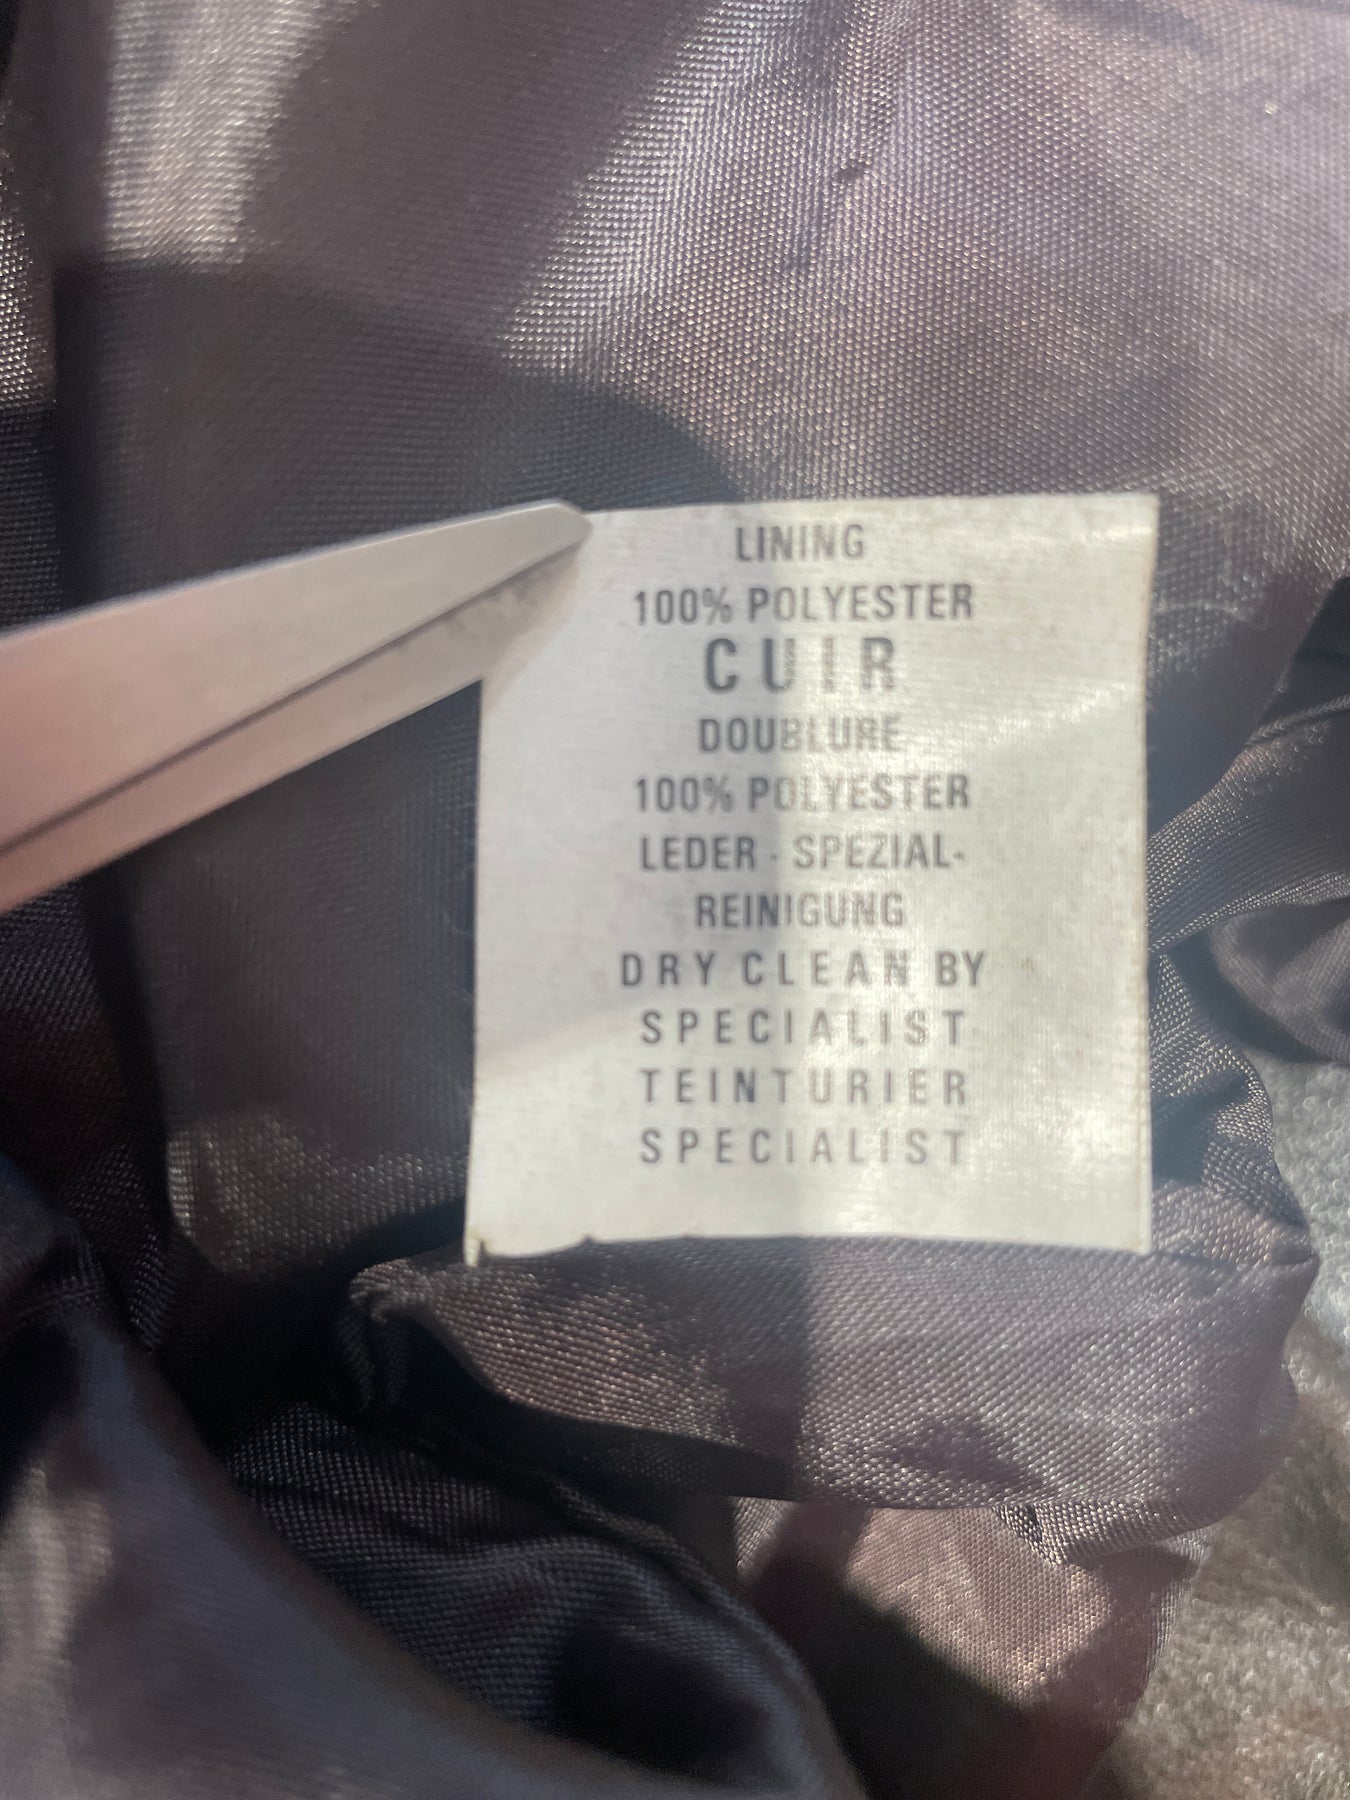 LINING
100% POLYESTER
CUIR
DOUBLURE
100% POLYESTER
LEDER - SPEZIAL-
REINIGUNG
DRY CLEAN BY
SPECIALIST
TEINTURIER
SPECIALIST